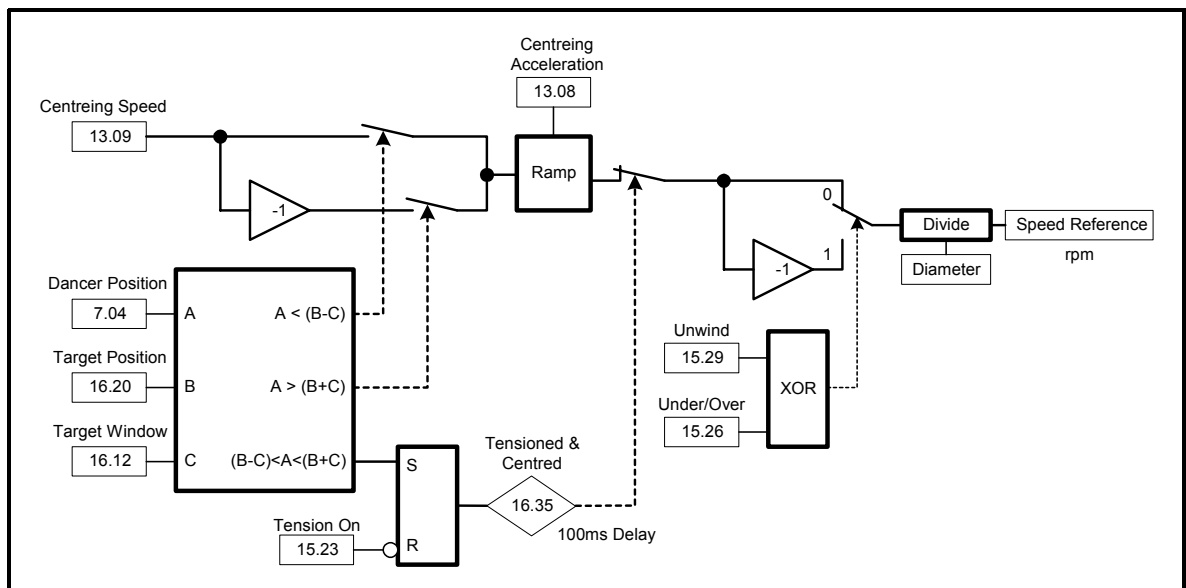 Centreing
Acceleration
13.08
Centreing Speed
13.09
Ramp
-1
0
1
-1
Divide
Speed Reference
rpm
Diameter
Dancer Position
7.04
A
A < (B-C)
Target Position
16.20
B
A > (B+C)
Target Window
16.12
C
(B-C)<A<(B+C)
Unwind
15.29
XOR
Under/Over
15.26
S
R
Tensioned &
Centred
16.35
100ms Delay
Tension On
15.23